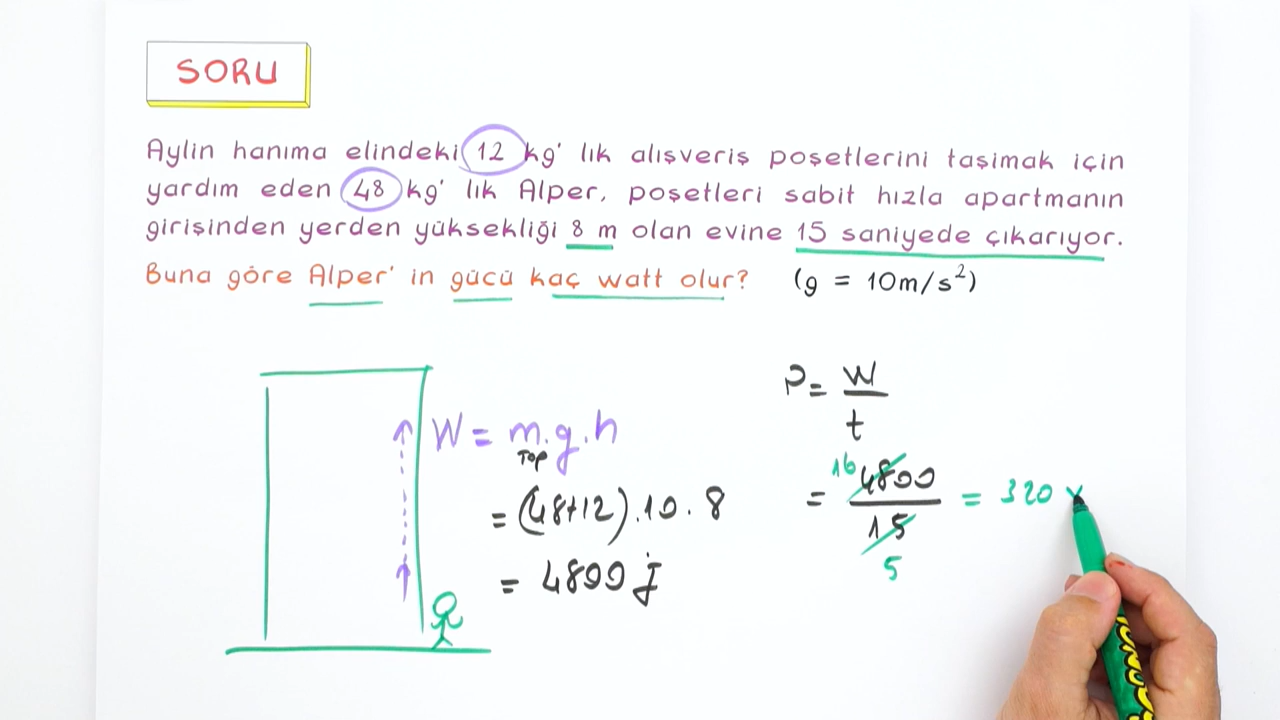 SORU
Aylin hanıma elindeki 12 kg' lık alışveriş poşetlerini taşımak için
yardım eden 48 kg' lık Alper, poşetleri sabit hızla apartmanın
girişinden yerden yüksekliği 8 m olan evine 15 saniyede çıkarıyor.
Buna göre Alper' in gücü kaç watt olur? (g = 10m/s²)
W = m.g.h
TOP
= (48+12).10.8
= 4800 j
P = W
t
16 4800
= = 320
15
5